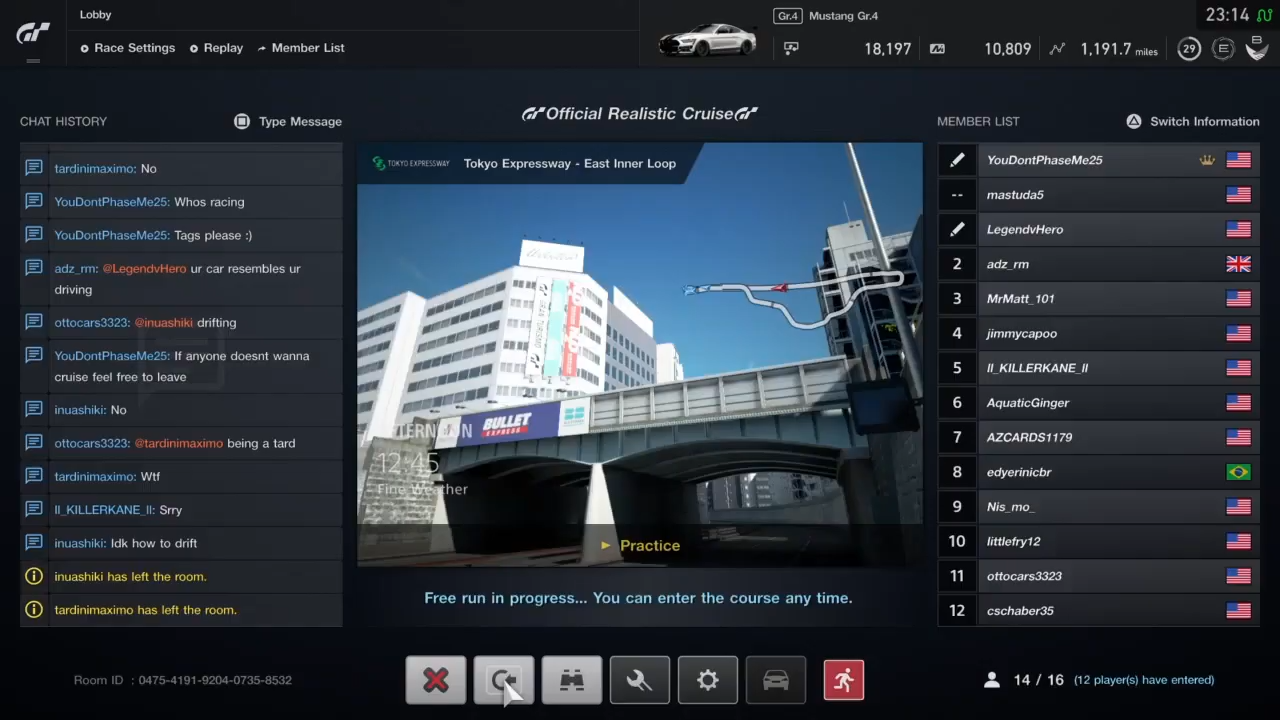 Lobby
Race Settings Replay Member List
Gr.4 Mustang Gr.4
23:14
18,197 10,809 1,191.7 miles 29 E B
CHAT HISTORY Type Message
tardinimaximo: No
YouDontPhaseMe25: Whos racing
YouDontPhaseMe25: Tags please :)
adz_rm: @LegendvHero ur car resembles ur
driving
ottocars3323: @inuashiki drifting
YouDontPhaseMe25: If anyone doesnt wanna
cruise feel free to leave
inuashiki: No
ottocars3323: @tardinimaximo being a tard
tardinimaximo: Wtf
II_KILLERKANE_II: Srry
inuashiki: Idk how to drift
inuashiki has left the room.
tardinimaximo has left the room.
Room ID : 0475-4191-9204-0735-8532
Official Realistic Cruise
TOKYO EXPRESSWAY Tokyo Expressway - East Inner Loop
BULLET
EXPRESS
AFTERNOON
12:45
Fine Weather
Practice
Free run in progress... You can enter the course any time.
MEMBER LIST Switch Information
YouDontPhaseMe25
-- mastuda5
LegendvHero
2 adz_rm
3 MrMatt_101
4 jimmycapoo
5 II_KILLERKANE_II
6 AquaticGinger
7 AZCARDS1179
8 edyerinicbr
9 Nis_mo_
10 littlefry12
11 ottocars3323
12 cschaber35
14 / 16 (12 player(s) have entered)